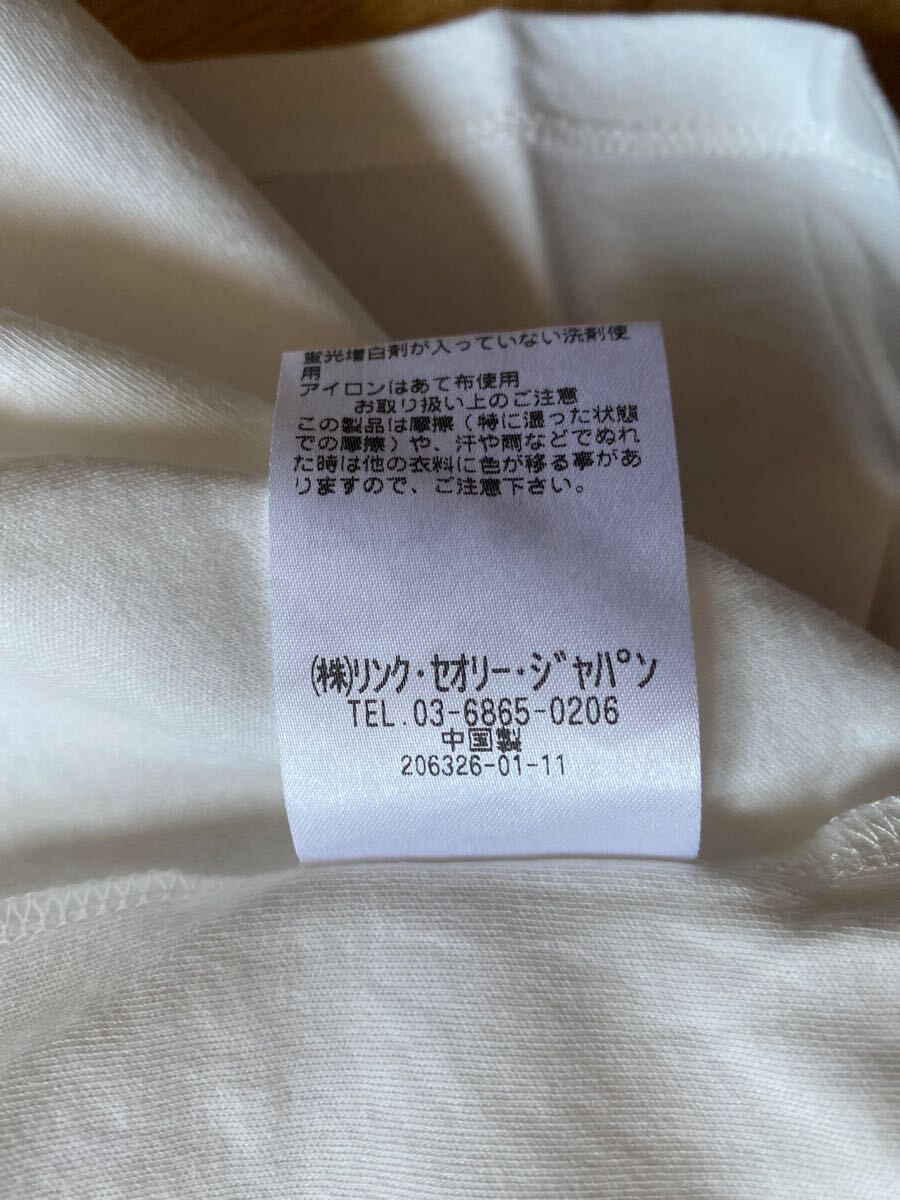 蛍光増白剤が入っていない洗剤使
用
アイロンはあて布使用
お取り扱い上のご注意
この製品は摩擦(特に湿った状態
での摩擦)や、汗や雨などでぬれ
た時は他の衣料に色が移る事があ
りますので、ご注意下さい。
(株)リンク・セオリー・ジャパン
TEL.03-6865-0206
中国製
206326-01-11